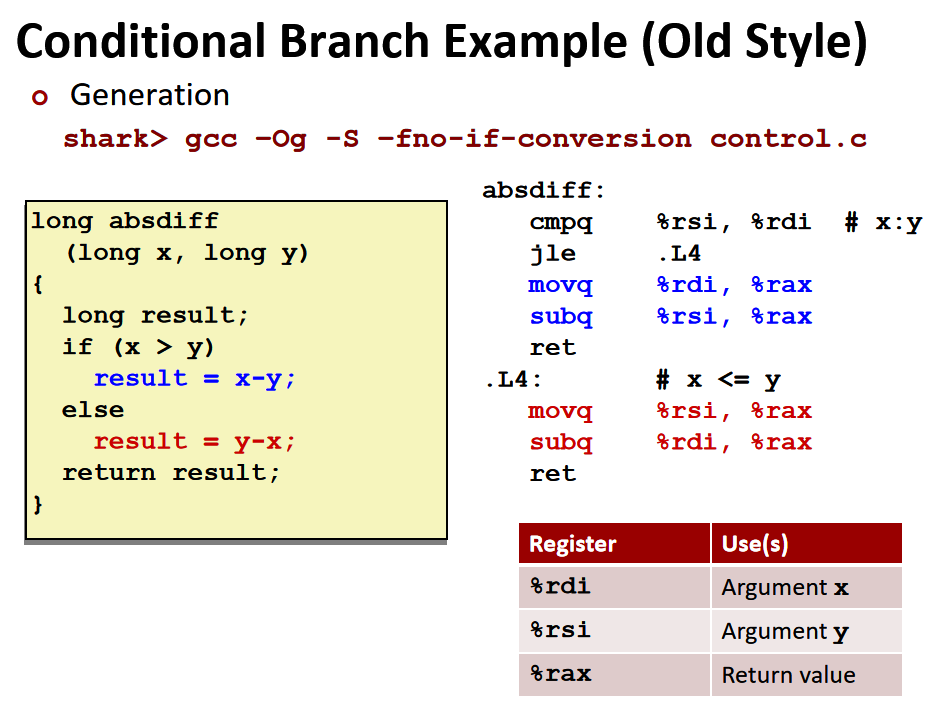 Conditional Branch Example (Old Style)
Generation
shark> gcc –Og -S –fno-if-conversion control.c
long absdiff
(long x, long y)
{
long result;
if (x > y)
result = x-y;
else
result = y-x;
return result;
}
absdiff:
cmpq %rsi, %rdi # x:y
jle .L4
movq %rdi, %rax
subq %rsi, %rax
ret
.L4: # x <= y
movq %rsi, %rax
subq %rdi, %rax
ret
Register Use(s)
%rdi Argument x
%rsi Argument y
%rax Return value